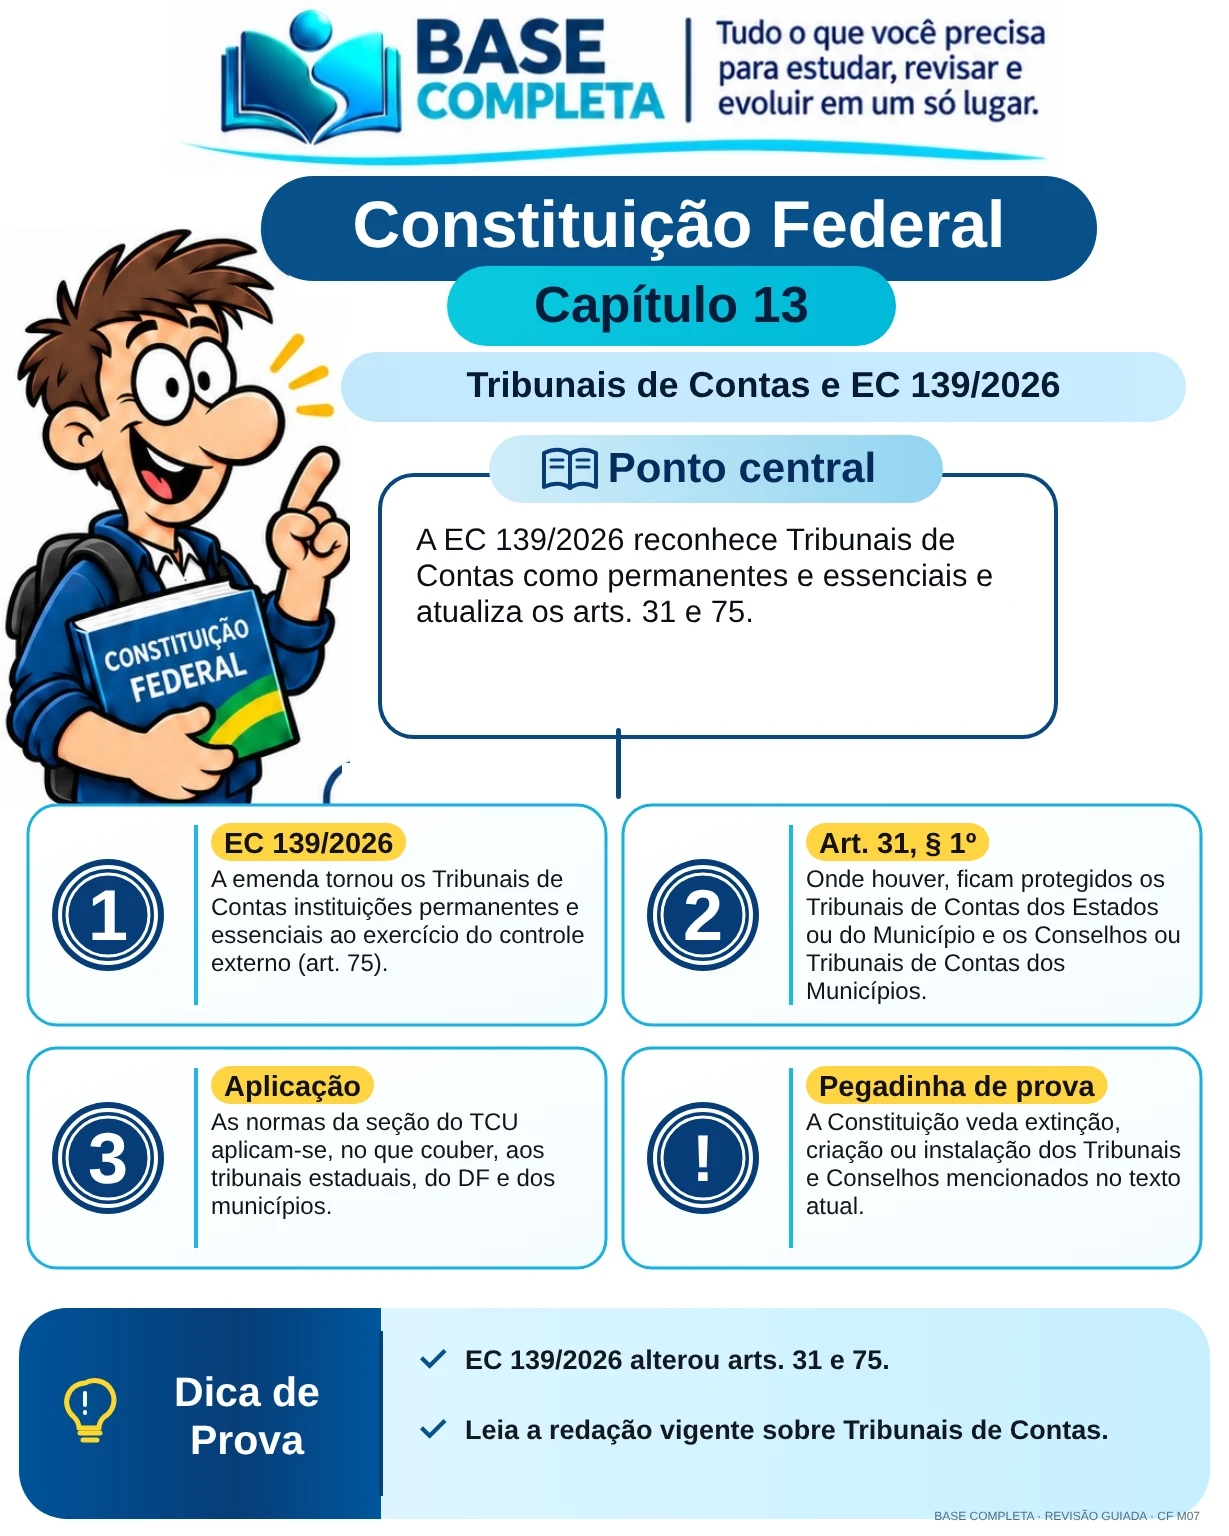 BASE
COMPLETA
Tudo o que você precisa
para estudar, revisar e
evoluir em um só lugar.
Constituição Federal
Capítulo 13
Tribunais de Contas e EC 139/2026
Ponto central
A EC 139/2026 reconhece Tribunais de
Contas como permanentes e essenciais e
atualiza os arts. 31 e 75.
CONSTITUIÇÃO
FEDERAL
1
EC 139/2026
A emenda tornou os Tribunais de
Contas instituições permanentes e
essenciais ao exercício do controle
externo (art. 75).
2
Art. 31, § 1º
Onde houver, ficam protegidos os
Tribunais de Contas dos Estados
ou do Município e os Conselhos ou
Tribunais de Contas dos
Municípios.
3
Aplicação
As normas da seção do TCU
aplicam-se, no que couber, aos
tribunais estaduais, do DF e dos
municípios.
!
Pegadinha de prova
A Constituição veda extinção,
criação ou instalação dos Tribunais
e Conselhos mencionados no texto
atual.
Dica de
Prova
EC 139/2026 alterou arts. 31 e 75.
Leia a redação vigente sobre Tribunais de Contas.
BASE COMPLETA · REVISÃO GUIADA · CF M07